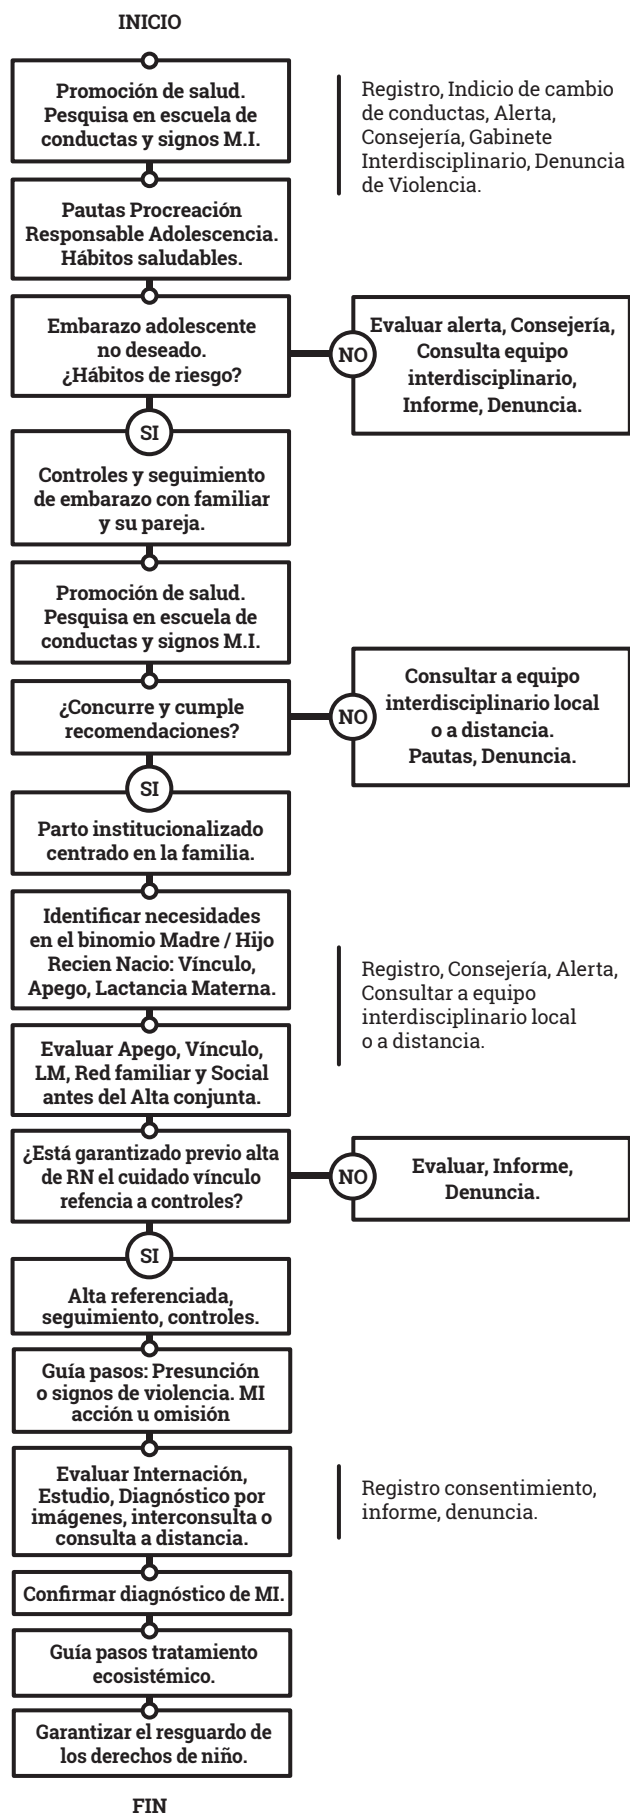 INICIO
Promoción de salud.
Pesquisa en escuela de
conductas y signos M.I.
Registro, Indicio de cambio
de conductas, Alerta,
Consejería, Gabinete
Interdisciplinario, Denuncia
de Violencia.
Pautas Procreación
Responsable Adolescencia.
Hábitos saludables.
Embarazo adolescente
no deseado.
¿Hábitos de riesgo?
NO
Evaluar alerta, Consejería,
Consulta equipo
interdisciplinario,
Informe, Denuncia.
SI
Controles y seguimiento
de embarazo con familiar
y su pareja.
Promoción de salud.
Pesquisa en escuela de
conductas y signos M.I.
¿Concurre y cumple
recomendaciones?
NO
Consultar a equipo
interdisciplinario local
o a distancia.
Pautas, Denuncia.
SI
Parto institucionalizado
centrado en la familia.
Identificar necesidades
en el binomio Madre / Hijo
Recien Nacio: Vínculo,
Apego, Lactancia Materna.
Registro, Consejería, Alerta,
Consultar a equipo
interdisciplinario local
o a distancia.
Evaluar Apego, Vínculo,
LM, Red familiar y Social
antes del Alta conjunta.
¿Está garantizado previo alta
de RN el cuidado vínculo
refencia a controles?
NO
Evaluar, Informe,
Denuncia.
SI
Alta referenciada,
seguimiento, controles.
Guía pasos: Presunción
o signos de violencia. MI
acción u omisión
Evaluar Internación,
Estudio, Diagnóstico por
imágenes, interconsulta o
consulta a distancia.
Registro consentimiento,
informe, denuncia.
Confirmar diagnóstico de MI.
Guía pasos tratamiento
ecosistémico.
Garantizar el resguardo de
los derechos de niño.
FIN